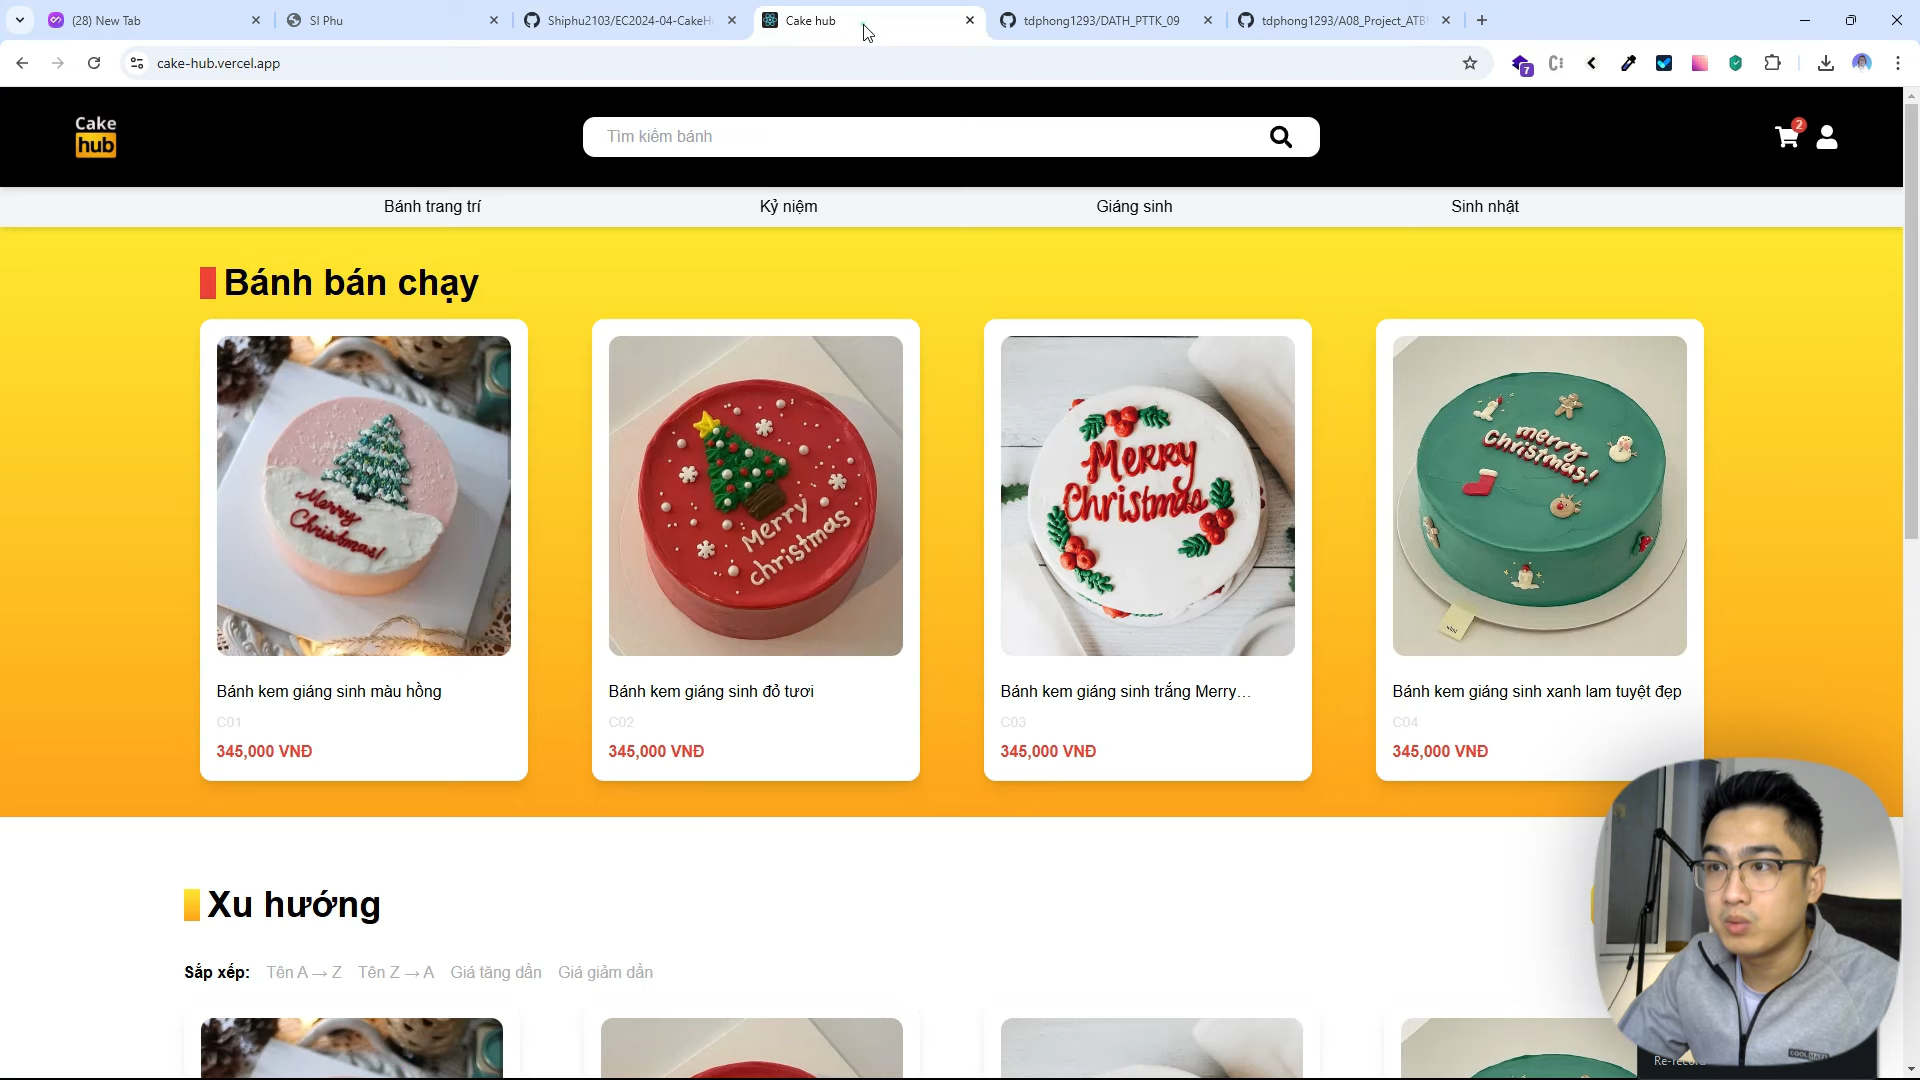 (28) New Tab
SI Phu
Shiphu2103/EC2024-04-CakeH
Cake hub
tdphong1293/DATH_PTTK_09
tdphong1293/A08_Project_ATB
cake-hub.vercel.app
7
Cake
hub
Tìm kiếm bánh
2
Bánh trang trí
Kỷ niệm
Giáng sinh
Sinh nhật
Bánh bán chạy
Merry
Christmas!
Merry
christmas
Merry
Christmas
merry
Christmas!
Bánh kem giáng sinh màu hồng
Bánh kem giáng sinh đỏ tươi
Bánh kem giáng sinh trắng Merry...
Bánh kem giáng sinh xanh lam tuyệt đẹp
C01
C02
C03
C04
345,000 VNĐ
345,000 VNĐ
345,000 VNĐ
345,000 VNĐ
Xu hướng
Sắp xếp:
Tên A → Z
Tên Z → A
Giá tăng dần
Giá giảm dần
COOLMATE
Re-record